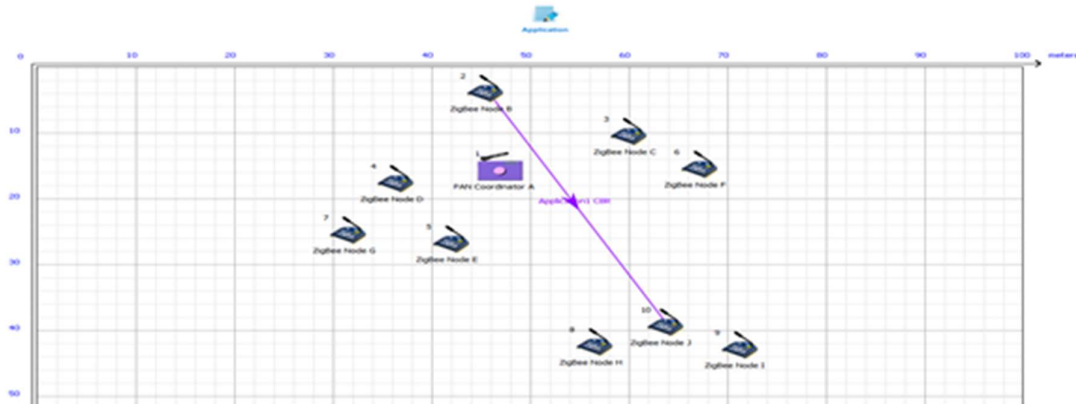 Application
0 10 20 30 40 50 60 70 80 90 100 meters
2
ZigBee Node B
10
3
ZigBee Node C
1
PAN Coordinator A
6
ZigBee Node F
4
ZigBee Node D
20
Application1 CBR
7
ZigBee Node G
5
ZigBee Node E
30
10
ZigBee Node J
40
8
ZigBee Node H
9
ZigBee Node I
50